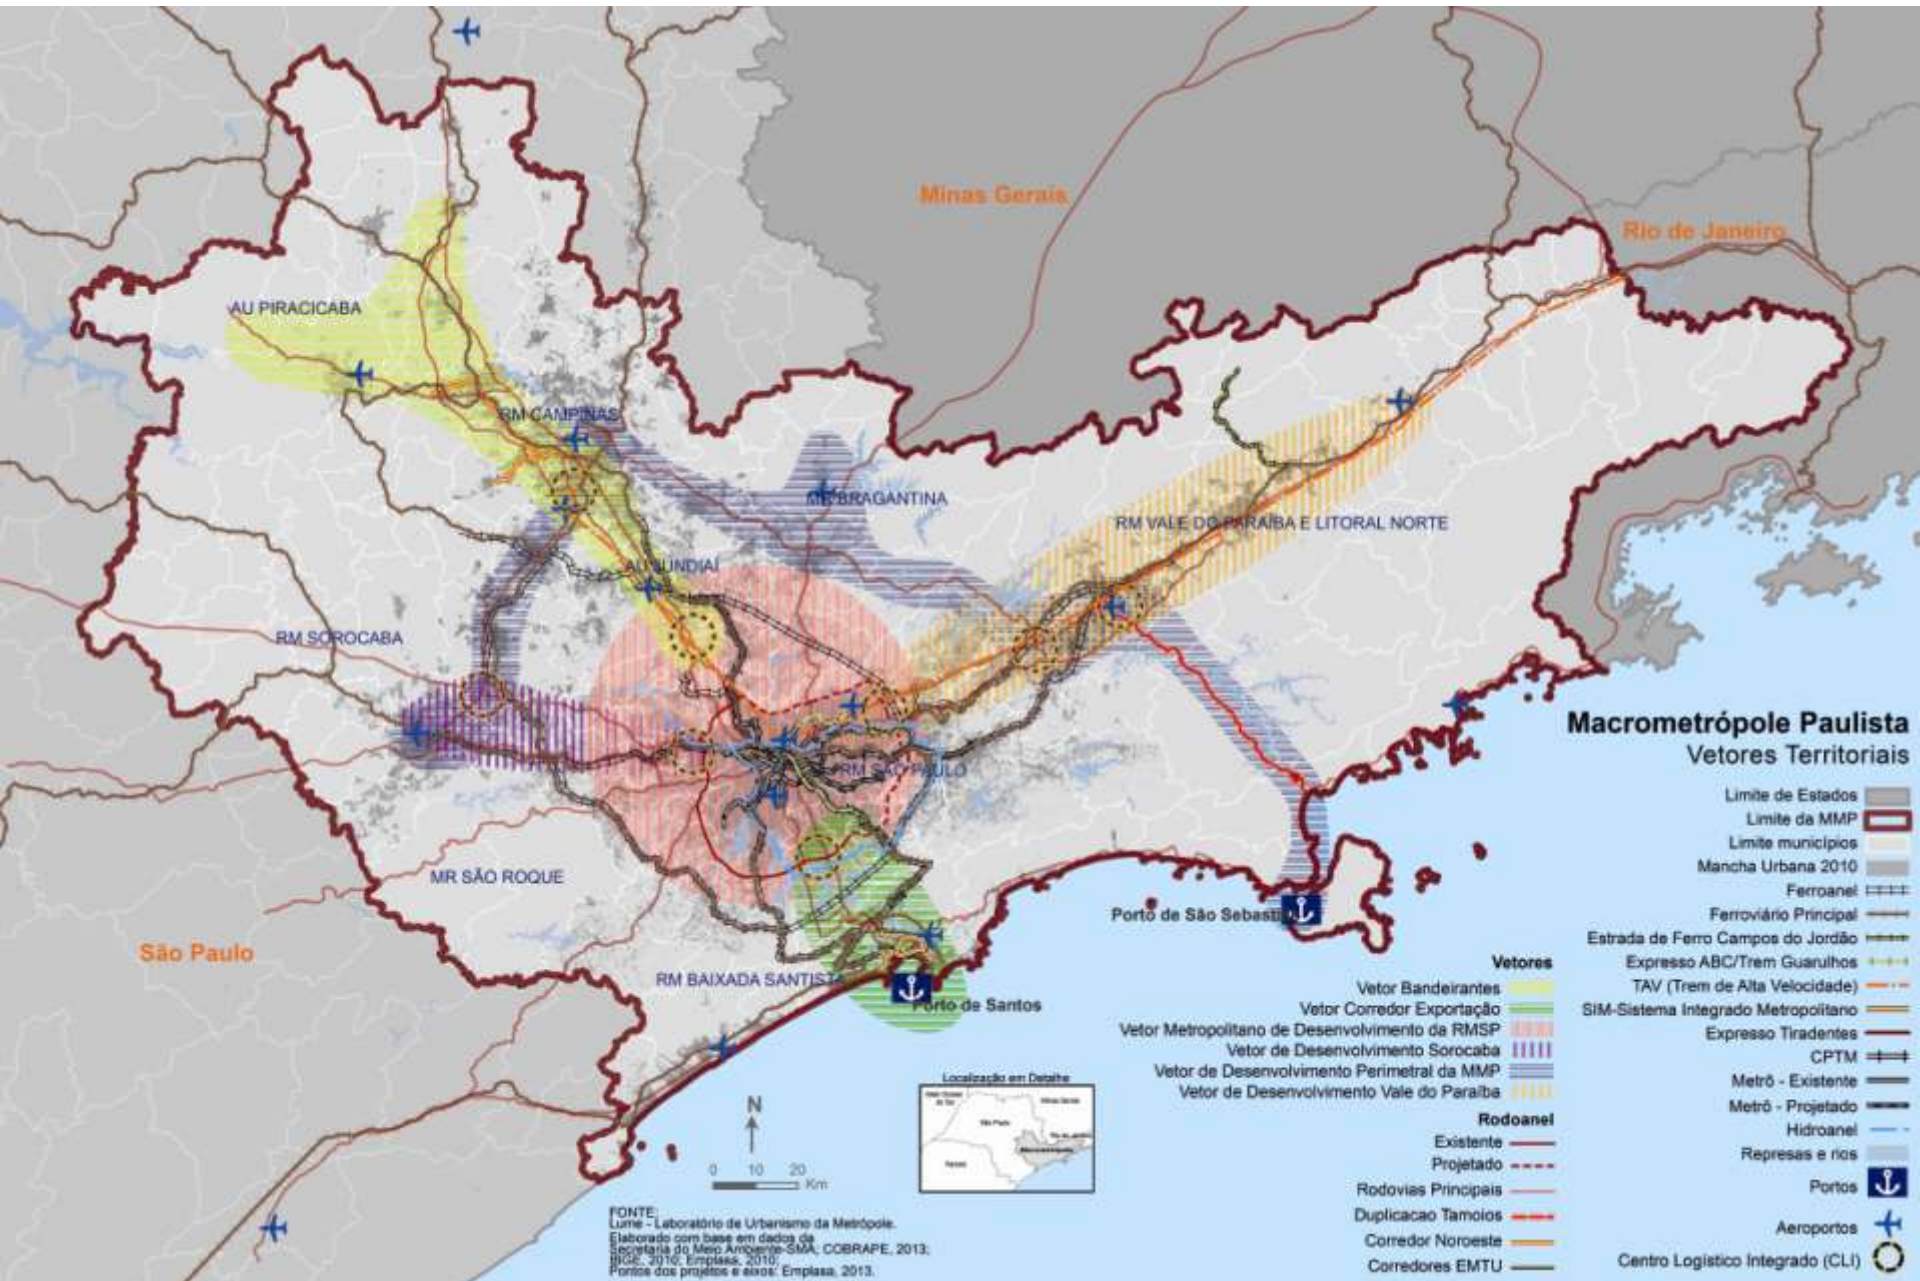 Minas Gerais
Rio de Janeiro
AU PIRACICABA
RM CAMPINAS
MR BRAGANTINA
RM VALE DO PARAÍBA E LITORAL NORTE
AU JUNDIAÍ
RM SOROCABA
RM SÃO PAULO
MR SÃO ROQUE
São Paulo
RM BAIXADA SANTISTA
Porto de Santos
Porto de São Sebasti
Macrometrópole Paulista
Vetores Territoriais
Limite de Estados
Limite da MMP
Limite municípios
Mancha Urbana 2010
Ferroanel
Ferroviário Principal
Estrada de Ferro Campos do Jordão
Expresso ABC/Trem Guarulhos
TAV (Trem de Alta Velocidade)
SIM-Sistema Integrado Metropolitano
Expresso Tiradentes
CPTM
Metrô - Existente
Metrô - Projetado
Hidroanel
Represas e rios
Portos
Aeroportos
Centro Logístico Integrado (CLI)
Vetores
Vetor Bandeirantes
Vetor Corredor Exportação
Vetor Metropolitano de Desenvolvimento da RMSP
Vetor de Desenvolvimento Sorocaba
Vetor de Desenvolvimento Perimetral da MMP
Vetor de Desenvolvimento Vale do Paraíba
Rodoanel
Existente
Projetado
Rodovias Principais
Duplicacao Tamoios
Corredor Noroeste
Corredores EMTU
Localização em Detalhe
Minas Gerais
São Paulo
Paraná
N
0 10 20
Km
FONTE:
Lume - Laboratório de Urbanismo da Metrópole.
Elaborado com base em dados da
Secretaria do Meio Ambiente-SMA; COBRAPE, 2013;
IBGE, 2010; Emplasa, 2010;
Pontos dos projetos e eixos: Emplasa, 2013.